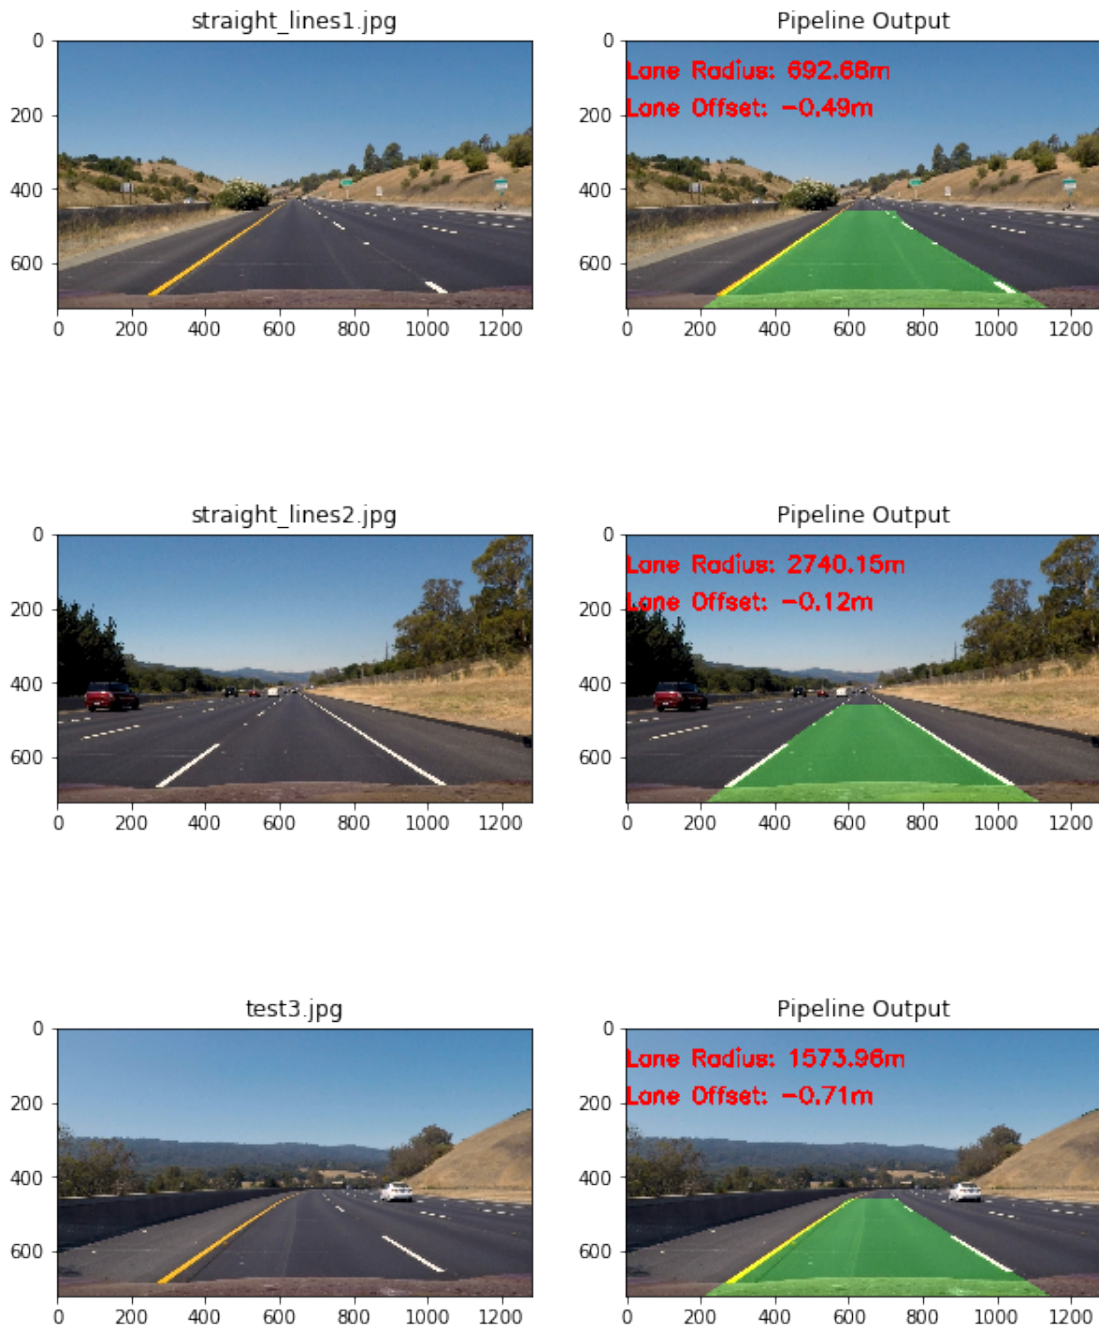 straight_lines1.jpg
Pipeline Output
0
200
400
600
0 200 400 600 800 1000 1200
0
200
400
600
0 200 400 600 800 1000 1200
Lane Radius: 692.68m
Lane Offset: -0.49m
straight_lines2.jpg
Pipeline Output
0
200
400
600
0 200 400 600 800 1000 1200
0
200
400
600
0 200 400 600 800 1000 1200
Lane Radius: 2740.15m
Lane Offset: -0.12m
test3.jpg
Pipeline Output
0
200
400
600
0 200 400 600 800 1000 1200
0
200
400
600
0 200 400 600 800 1000 1200
Lane Radius: 1573.96m
Lane Offset: -0.71m